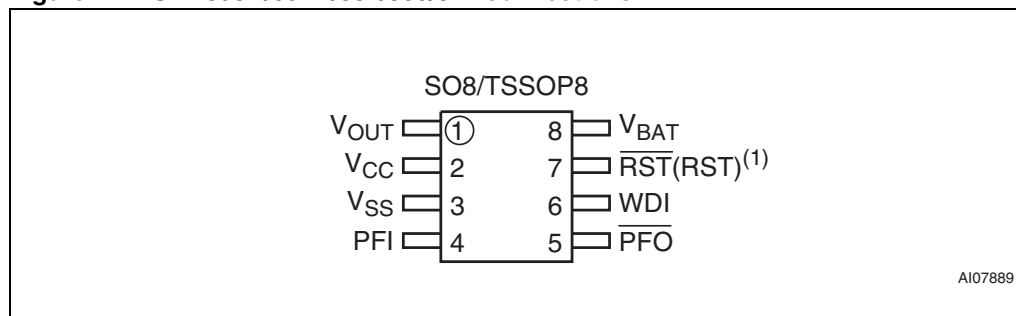 SO8/TSSOP8
VOUT 1 8 VBAT
VCC 2 7 RST(RST)(1)
VSS 3 6 WDI
PFI 4 5 PFO
AI07889